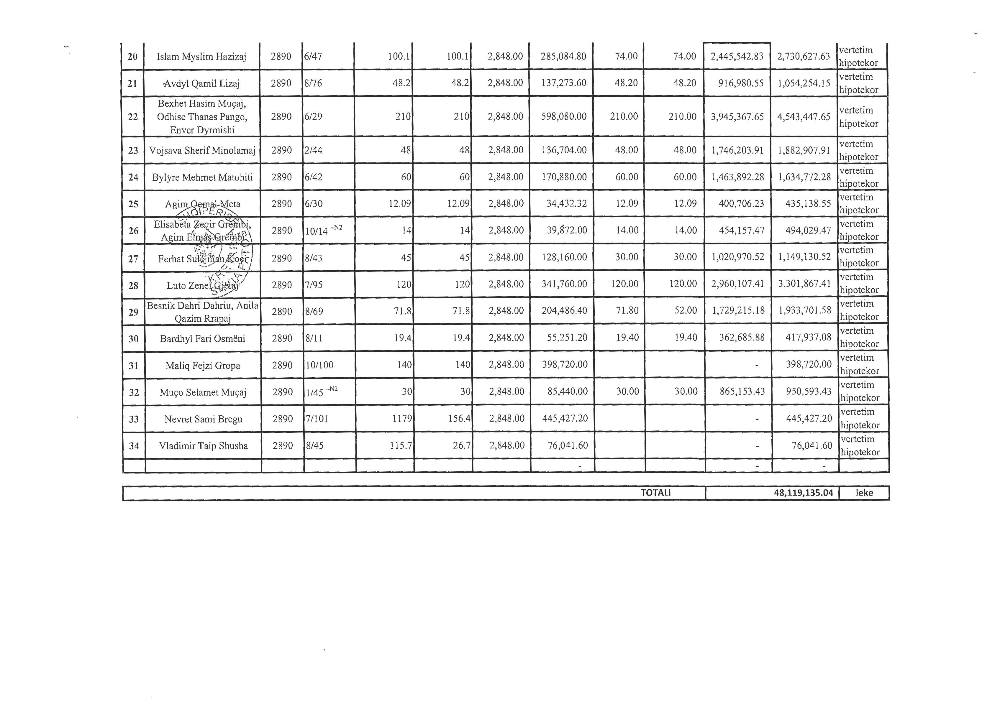 20 Islam Myslim Hazizaj 2890 6/47 100.1 100.1 2,848.00 285,084.80 74.00 74.00 2,445,542.83 2,730,627.63 vertetim hipotekor
21 Avdyl Qamil Lizaj 2890 8/76 48.2 48.2 2,848.00 137,273.60 48.20 48.20 916,980.55 1,054,254.15 vertetim hipotekor
22 Bexhet Hasim Muçaj, Odhise Thanas Pango, Enver Dyrmishi 2890 6/29 210 210 2,848.00 598,080.00 210.00 210.00 3,945,367.65 4,543,447.65 vertetim hipotekor
23 Vojsava Sherif Minolamaj 2890 2/44 48 48 2,848.00 136,704.00 48.00 48.00 1,746,203.91 1,882,907.91 vertetim hipotekor
24 Bylyre Mehmet Matohiti 2890 6/42 60 60 2,848.00 170,880.00 60.00 60.00 1,463,892.28 1,634,772.28 vertetim hipotekor
25 Agim Qemal Meta 2890 6/30 12.09 12.09 2,848.00 34,432.32 12.09 12.09 400,706.23 435,138.55 vertetim hipotekor
26 Elisabeta Zeqir Grëmbi, Agim Elmas Grëmbi 2890 10/14 -N2 14 14 2,848.00 39,872.00 14.00 14.00 454,157.47 494,029.47 vertetim hipotekor
27 Ferhat Sulejman Koçi 2890 8/43 45 45 2,848.00 128,160.00 30.00 30.00 1,020,970.52 1,149,130.52 vertetim hipotekor
28 Luto Zenel Gjelaj 2890 7/95 120 120 2,848.00 341,760.00 120.00 120.00 2,960,107.41 3,301,867.41 vertetim hipotekor
29 Besnik Dahri Dahriu, Anila Qazim Rrapaj 2890 8/69 71.8 71.8 2,848.00 204,486.40 71.80 52.00 1,729,215.18 1,933,701.58 vertetim hipotekor
30 Bardhyl Fari Osmëni 2890 8/11 19.4 19.4 2,848.00 55,251.20 19.40 19.40 362,685.88 417,937.08 vertetim hipotekor
31 Maliq Fejzi Gropa 2890 10/100 140 140 2,848.00 398,720.00 - 398,720.00 vertetim hipotekor
32 Muço Selamet Muçaj 2890 1/45 -N2 30 30 2,848.00 85,440.00 30.00 30.00 865,153.43 950,593.43 vertetim hipotekor
33 Nevret Sami Bregu 2890 7/101 1179 156.4 2,848.00 445,427.20 - 445,427.20 vertetim hipotekor
34 Vladimir Taip Shusha 2890 8/45 115.7 26.7 2,848.00 76,041.60 - 76,041.60 vertetim hipotekor
- - -
TOTALI 48,119,135.04 leke